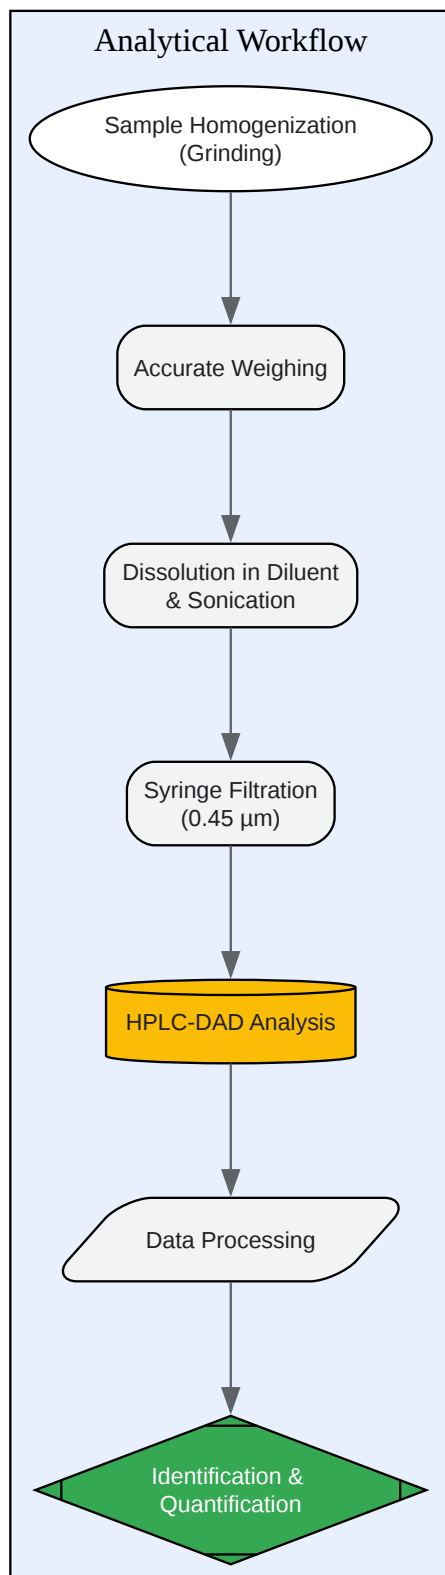 Analytical Workflow
Sample Homogenization
(Grinding)
Accurate Weighing
Dissolution in Diluent
& Sonication
Syringe Filtration
(0.45 µm)
HPLC-DAD Analysis
Data Processing
Identification &
Quantification